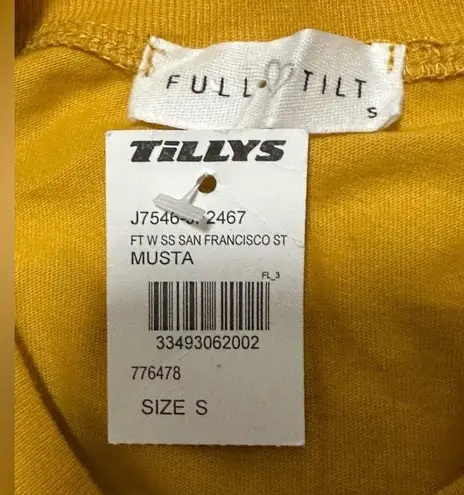 FULL TILT
S
TILLYS
J7546- 2467
FT W SS SAN FRANCISCO ST
MUSTA
FL_3
33493062002
776478
SIZE S